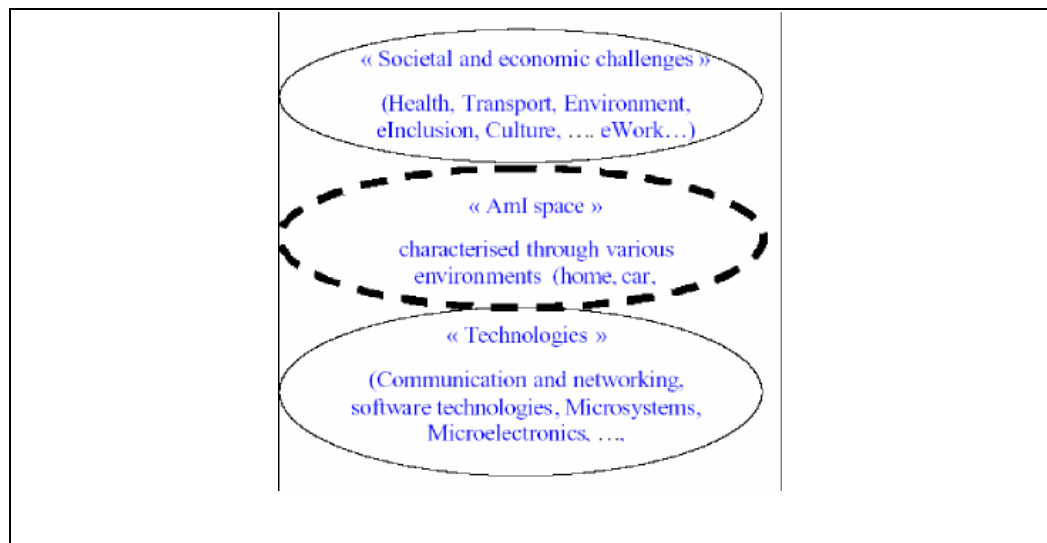 « Societal and economic challenges »
(Health, Transport, Environment,
eInclusion, Culture, …. eWork…)
« AmI space »
characterised through various
environments (home, car,
« Technologies »
(Communication and networking,
software technologies, Microsystems,
Microelectronics, …,